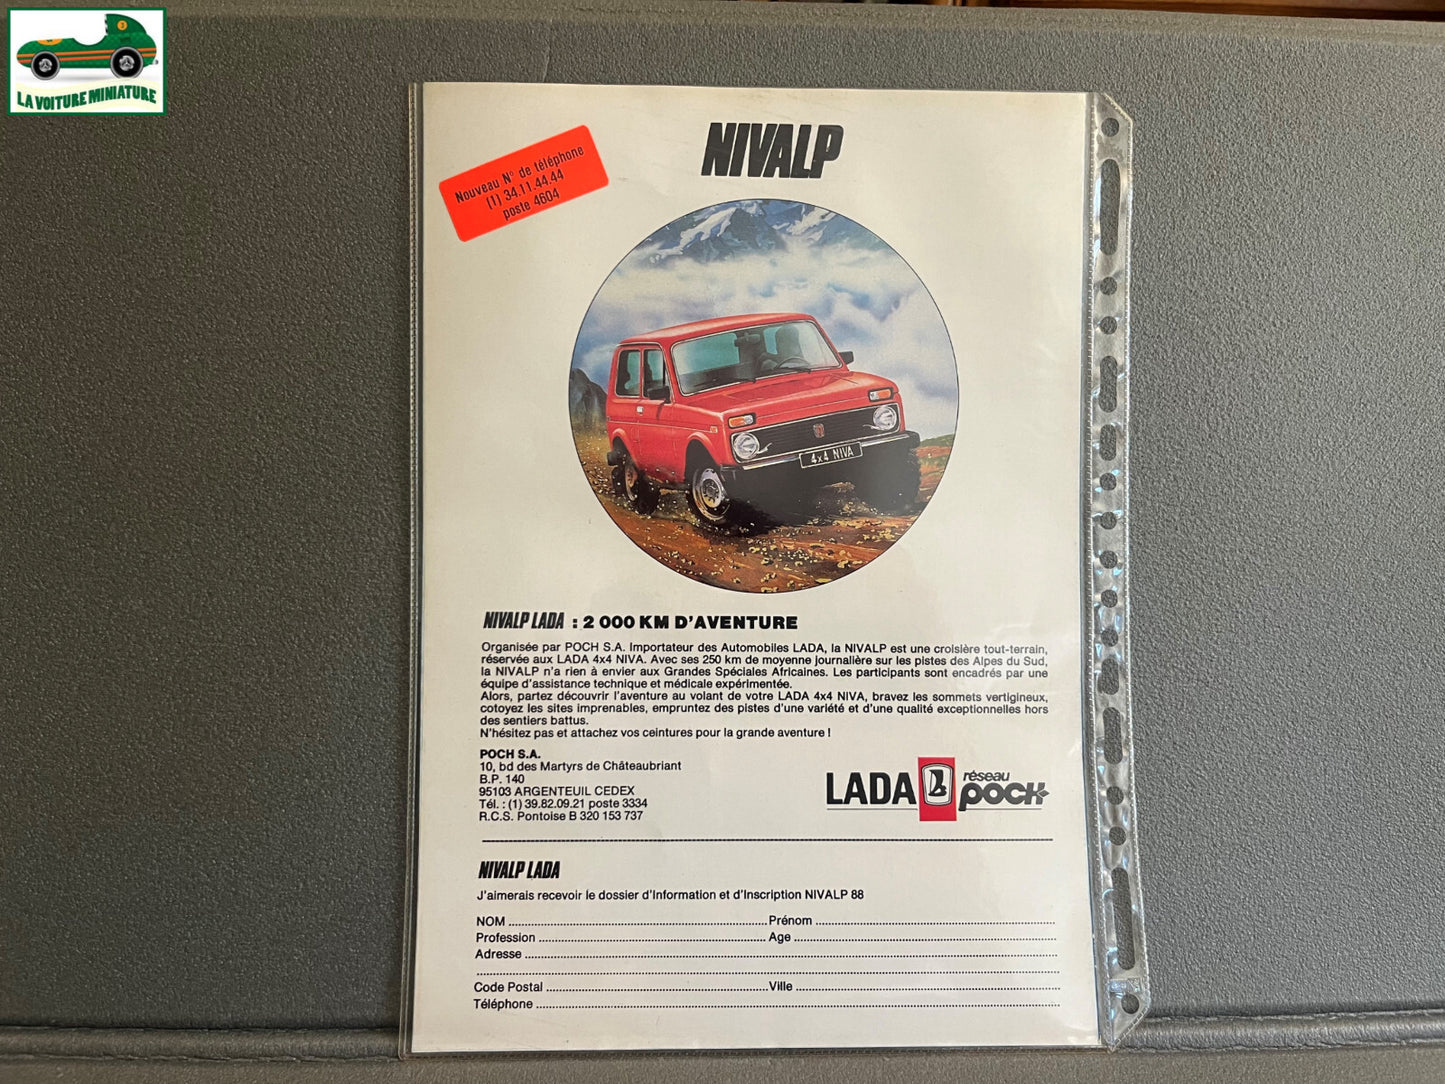 3
LA VOITURE MINIATURE
NIVALP
Nouveau N° de téléphone
(1) 34.11.44.44
poste 4604
4x4 NIVA
NIVALP LADA : 2 000 KM D'AVENTURE
Organisée par POCH S.A. Importateur des Automobiles LADA, la NIVALP est une croisière tout-terrain,
réservée aux LADA 4x4 NIVA. Avec ses 250 km de moyenne journalière sur les pistes des Alpes du Sud,
la NIVALP n'a rien à envier aux Grandes Spéciales Africaines. Les participants sont encadrés par une
équipe d'assistance technique et médicale expérimentée.
Alors, partez découvrir l'aventure au volant de votre LADA 4x4 NIVA, bravez les sommets vertigineux,
cotoyez les sites imprenables, empruntez des pistes d'une variété et d'une qualité exceptionnelles hors
des sentiers battus.
N'hésitez pas et attachez vos ceintures pour la grande aventure !
POCH S.A.
10, bd des Martyrs de Châteaubriant
B.P. 140
95103 ARGENTEUIL CEDEX
Tél. : (1) 39.82.09.21 poste 3334
R.C.S. Pontoise B 320 153 737
LADA réseau
POCH
NIVALP LADA
J'aimerais recevoir le dossier d'Information et d'Inscription NIVALP 88
NOM Prénom
Profession Age
Adresse
Code Postal Ville
Téléphone